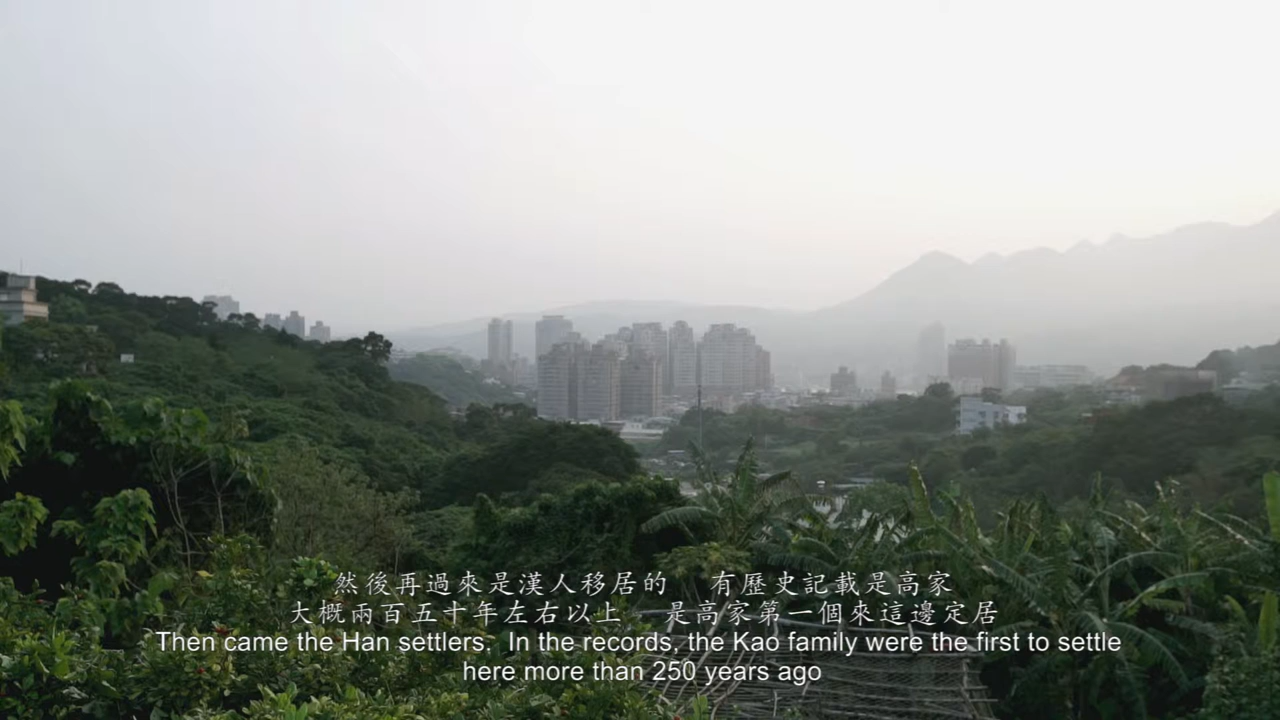 然後再過來是漢人移居的 有歷史記載是高家
大概兩百五十年左右以上 是高家第一個來這邊定居
Then came the Han settlers. In the records, the Kao family were the first to settle
here more than 250 years ago